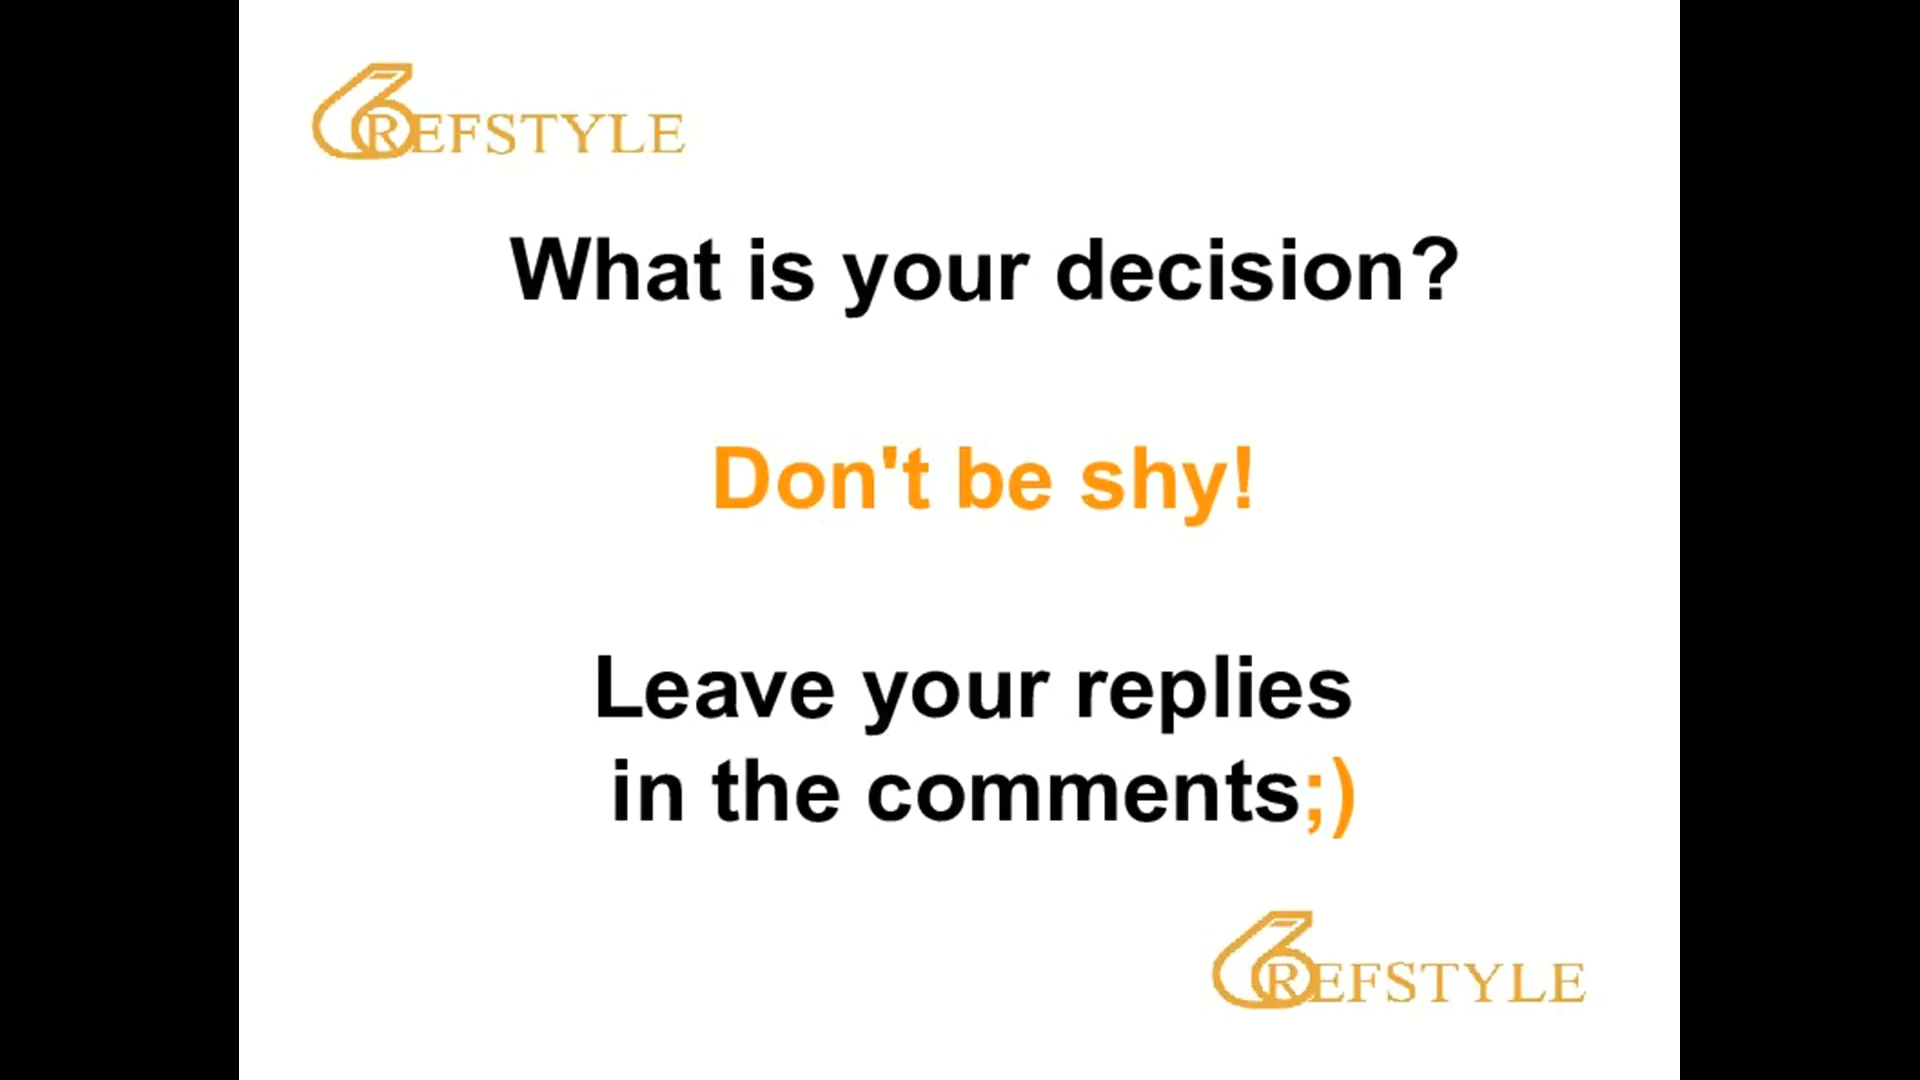 REFSTYLE
What is your decision?
Don't be shy!
Leave your replies
in the comments;)
REFSTYLE